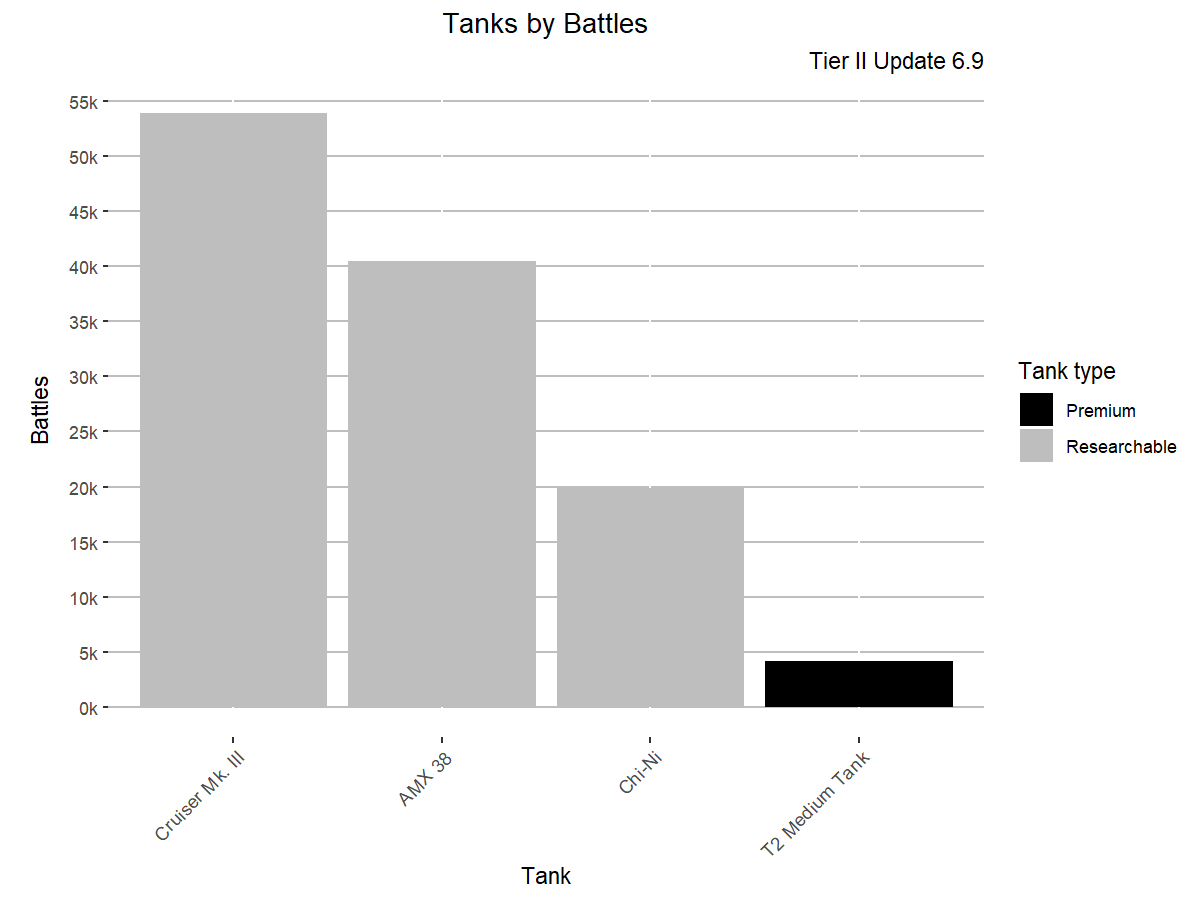 Tanks by Battles
Tier II Update 6.9
55k
50k
45k
40k
35k
30k
25k
20k
15k
10k
5k
0k
Battles
Cruiser Mk. III
AMX 38
Chi-Ni
T2 Medium Tank
Tank
Tank type
Premium
Researchable